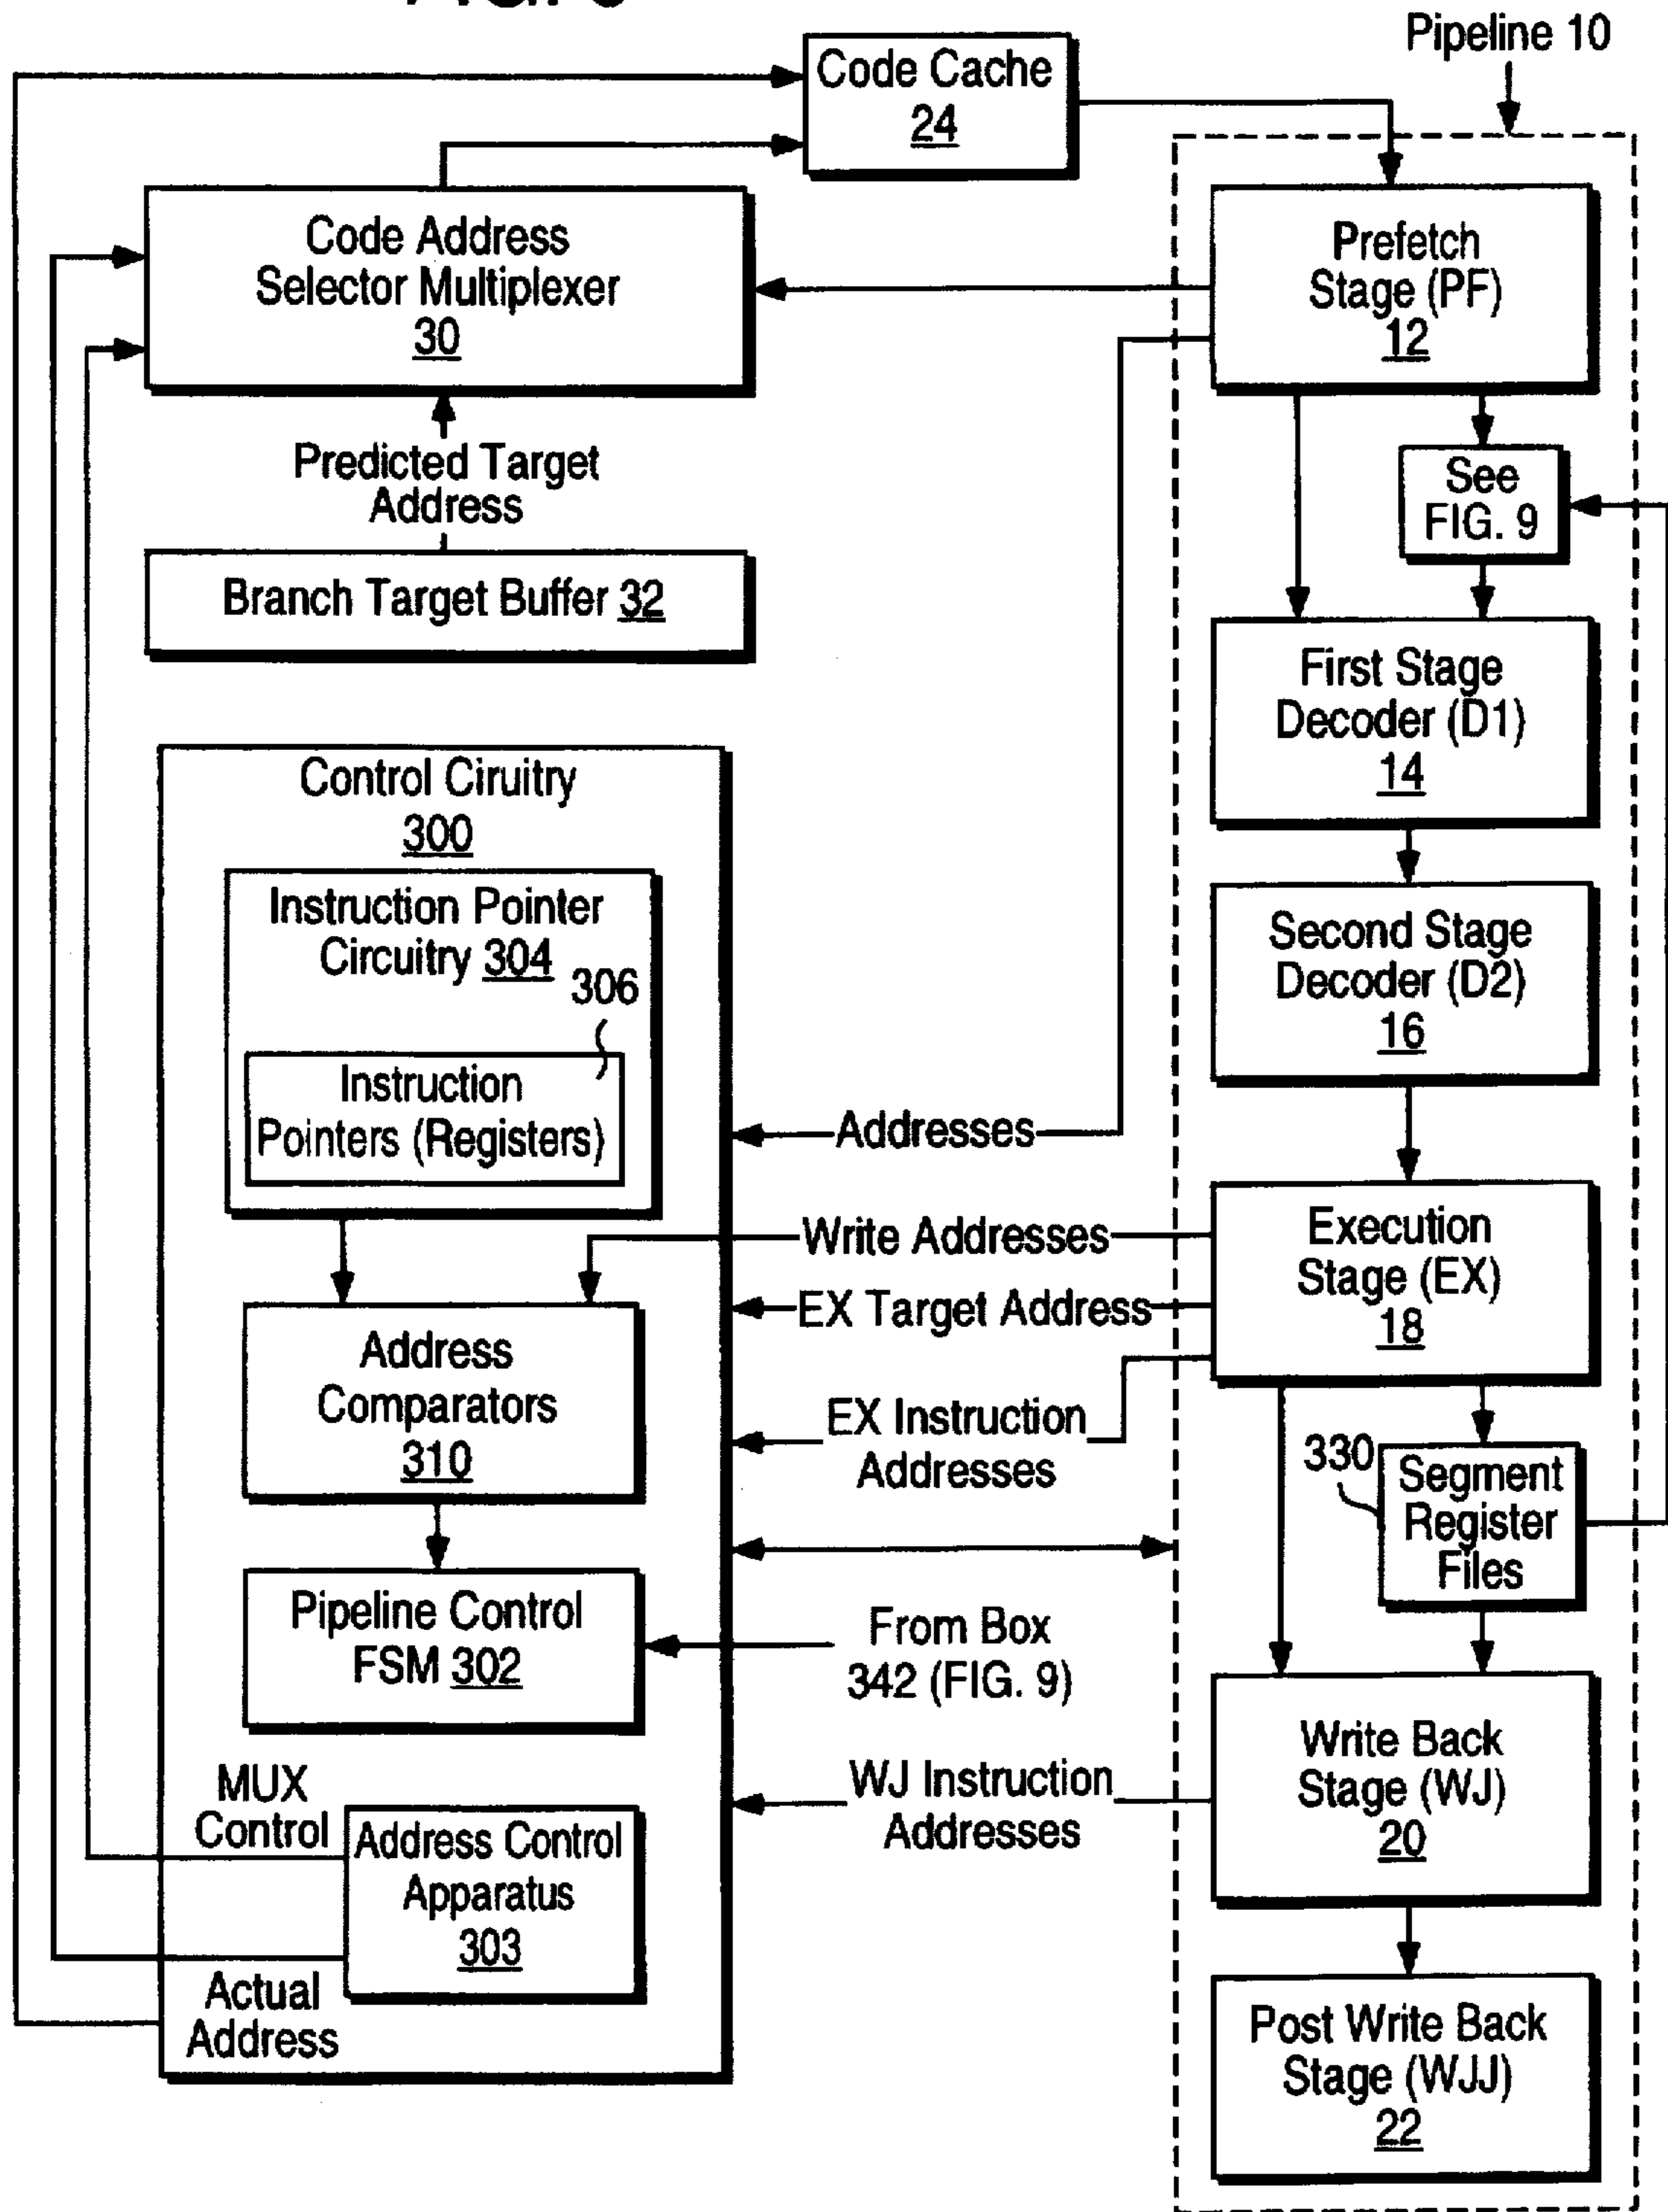 Pipeline 10
Code Cache
24
Code Address
Selector Multiplexer
30
Predicted Target
Address
Branch Target Buffer 32
Prefetch
Stage (PF)
12
See
FIG. 9
First Stage
Decoder (D1)
14
Second Stage
Decoder (D2)
16
Execution
Stage (EX)
18
330
Segment
Register
Files
Write Back
Stage (WJ)
20
Post Write Back
Stage (WJJ)
22
Control Ciruitry
300
Instruction Pointer
Circuitry 304
306
Instruction
Pointers (Registers)
Address
Comparators
310
Pipeline Control
FSM 302
MUX
Control
Address Control
Apparatus
303
Actual
Address
Addresses
Write Addresses
EX Target Address
EX Instruction
Addresses
From Box
342 (FIG. 9)
WJ Instruction
Addresses